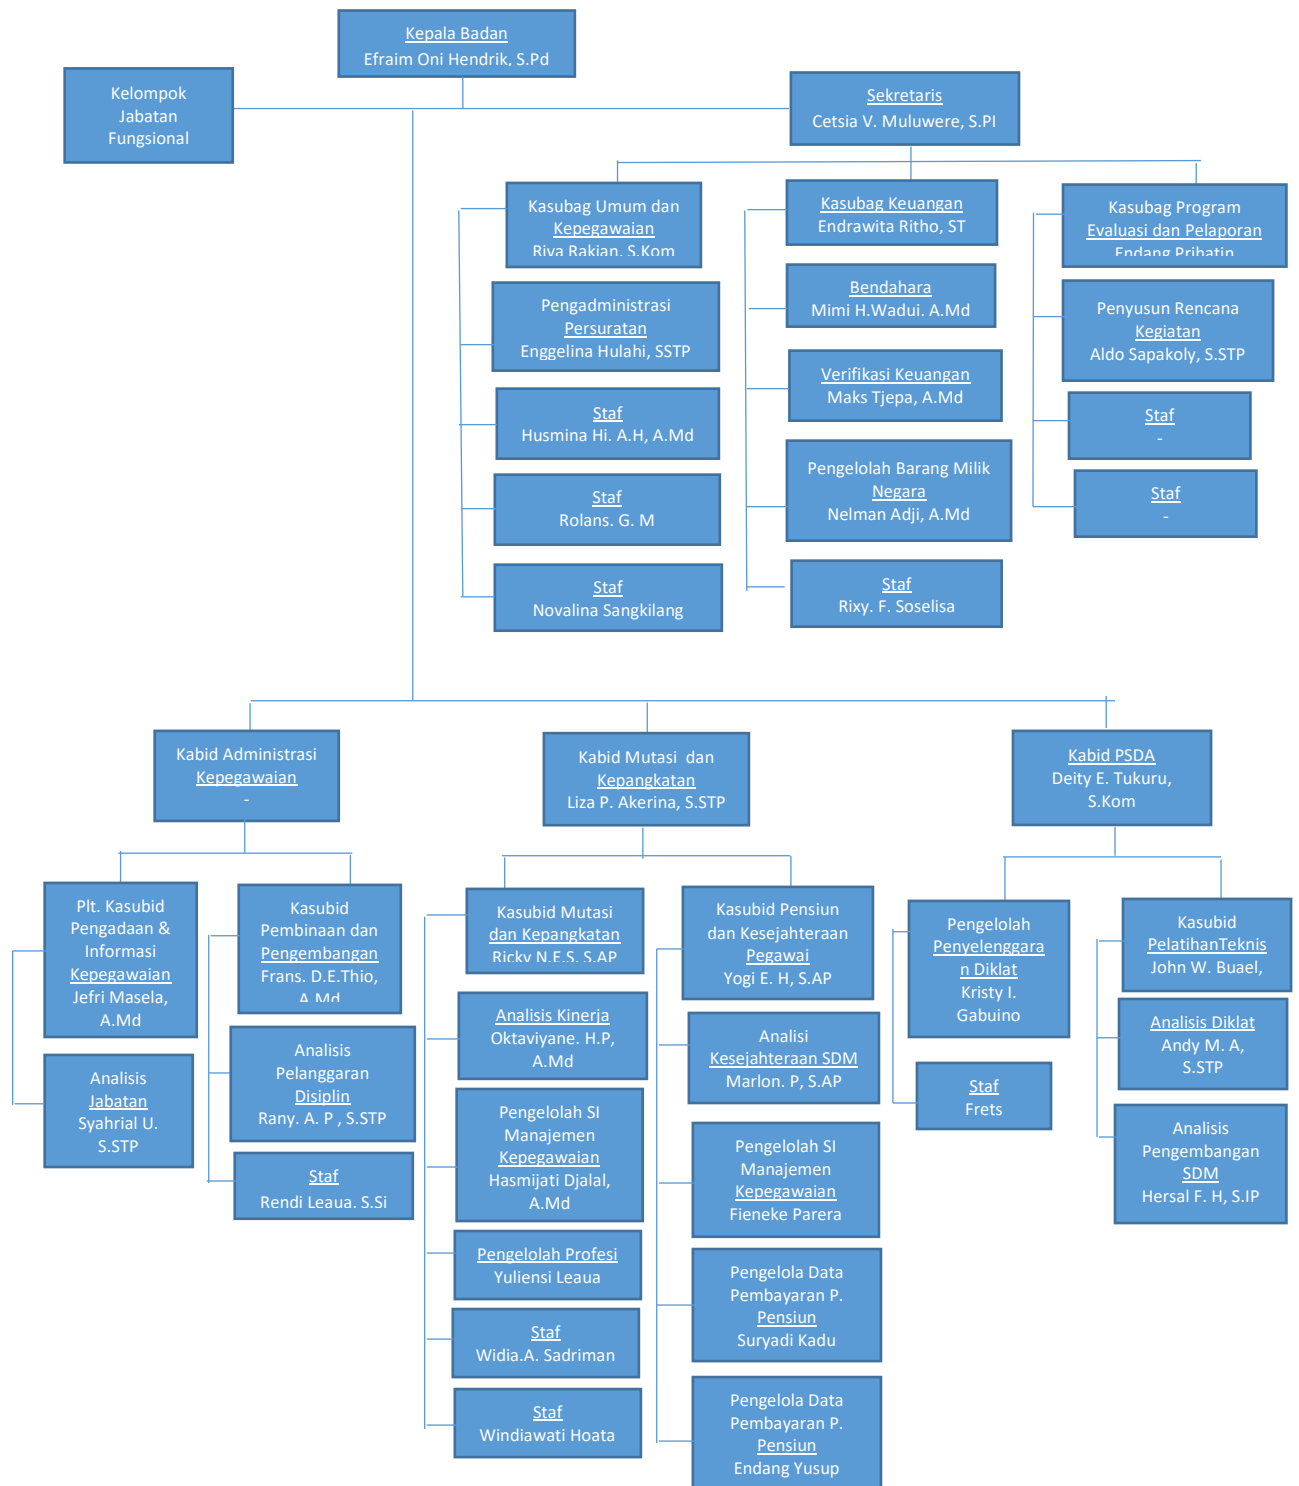 Kepala Badan
Efraim Oni Hendrik, S.Pd
Kelompok
Jabatan
Fungsional
Sekretaris
Cetsia V. Muluwere, S.PI
Kasubag Umum dan
Kepegawaian
Riva Rakian, S.Kom
Pengadministrasi
Persuratan
Enggelina Hulahi, SSTP
Staf
Husmina Hi. A.H, A.Md
Staf
Rolans. G. M
Staf
Novalina Sangkilang
Kasubag Keuangan
Endrawita Ritho, ST
Bendahara
Mimi H.Wadui. A.Md
Verifikasi Keuangan
Maks Tjepa, A.Md
Pengelolah Barang Milik
Negara
Nelman Adji, A.Md
Staf
Rixy. F. Soselisa
Kasubag Program
Evaluasi dan Pelaporan
Endang Prihatin
Penyusun Rencana
Kegiatan
Aldo Sapakoly, S.STP
Staf
-
Staf
-
Kabid Administrasi
Kepegawaian
-
Plt. Kasubid
Pengadaan &
Informasi
Kepegawaian
Jefri Masela,
A.Md
Analisis
Jabatan
Syahrial U.
S.STP
Kasubid
Pembinaan dan
Pengembangan
Frans. D.E.Thio,
A.Md
Analisis
Pelanggaran
Disiplin
Rany. A. P , S.STP
Staf
Rendi Leaua. S.Si
Kabid Mutasi  dan
Kepangkatan
Liza P. Akerina, S.STP
Kasubid Mutasi
dan Kepangkatan
Ricky N.E.S. S.AP
Analisis Kinerja
Oktaviyane. H.P,
A.Md
Pengelolah SI
Manajemen
Kepegawaian
Hasmijati Djalal,
A.Md
Pengelolah Profesi
Yuliensi Leaua
Staf
Widia.A. Sadriman
Staf
Windiawati Hoata
Kasubid Pensiun
dan Kesejahteraan
Pegawai
Yogi E. H, S.AP
Analisi
Kesejahteraan SDM
Marlon. P, S.AP
Pengelolah SI
Manajemen
Kepegawaian
Fieneke Parera
Pengelola Data
Pembayaran P.
Pensiun
Suryadi Kadu
Pengelola Data
Pembayaran P.
Pensiun
Endang Yusup
Kabid PSDA
Deity E. Tukuru,
S.Kom
Pengelolah
Penyelenggara
n Diklat
Kristy I.
Gabuino
Staf
Frets
Kasubid
PelatihanTeknis
John W. Buael,
Analisis Diklat
Andy M. A,
S.STP
Analisis
Pengembangan
SDM
Hersal F. H, S.IP